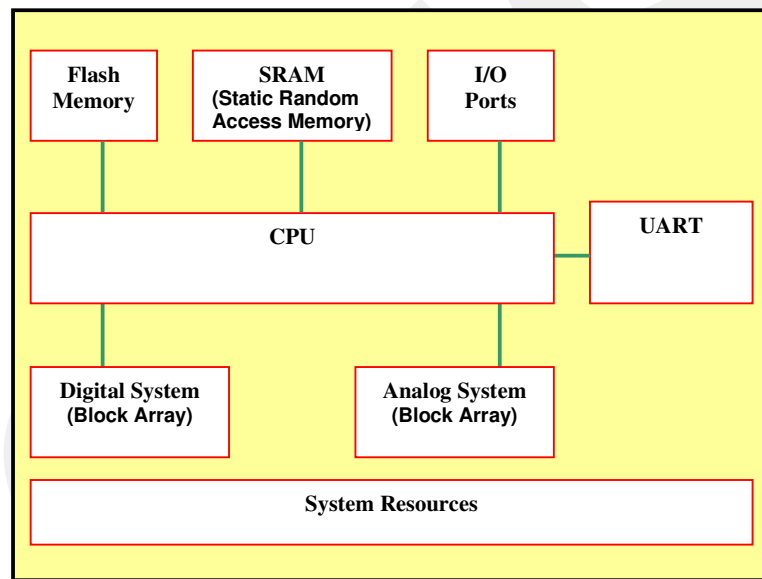 Flash
Memory
SRAM
(Static Random
Access Memory)
I/O
Ports
CPU
UART
Digital System
(Block Array)
Analog System
(Block Array)
System Resources